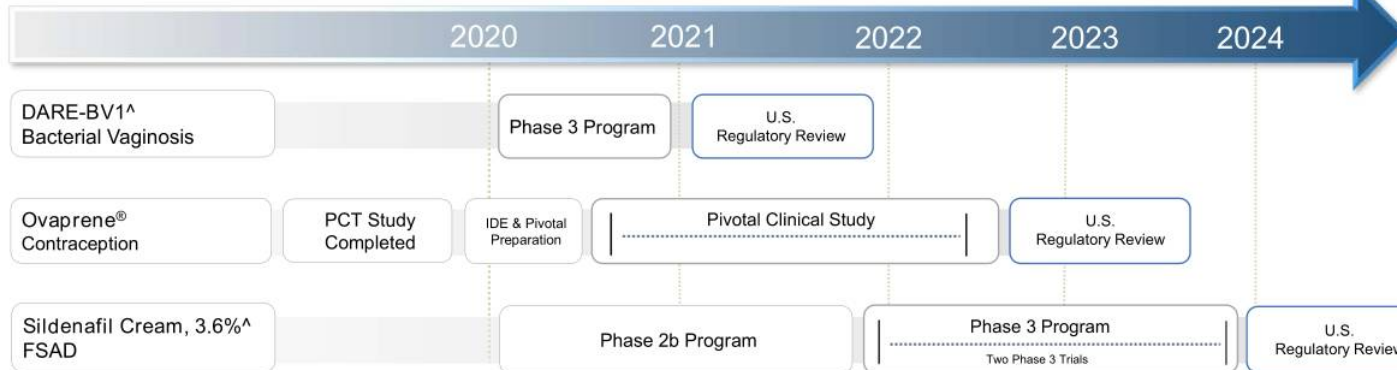 2020 2021 2022 2023 2024
DARE-BV1^
Bacterial Vaginosis
Phase 3 Program
U.S.
Regulatory Review
Ovaprene®
Contraception
PCT Study
Completed
IDE & Pivotal
Preparation
Pivotal Clinical Study
U.S.
Regulatory Review
Sildenafil Cream, 3.6%^
FSAD
Phase 2b Program
Phase 3 Program
Two Phase 3 Trials
U.S.
Regulatory Review